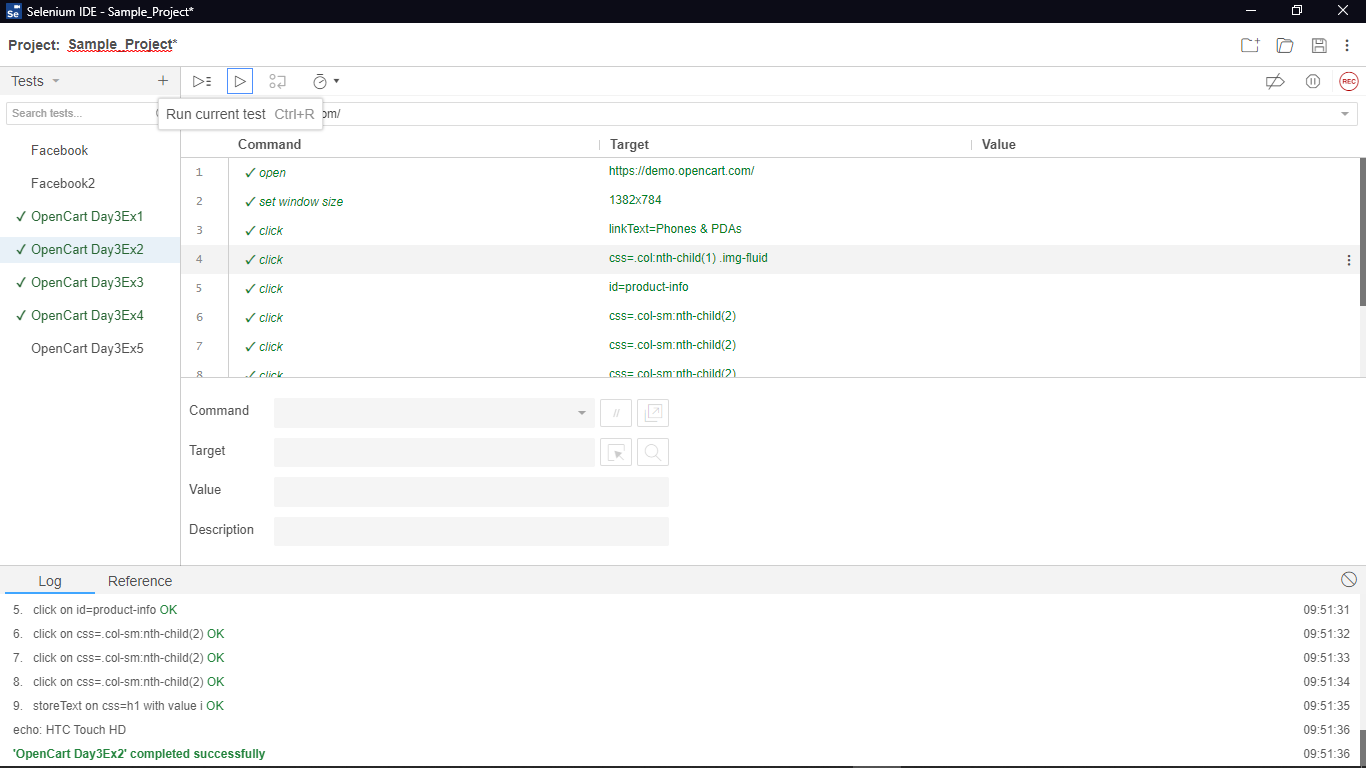 Selenium IDE - Sample_Project*
Project: Sample_Project*
Tests
Search tests...
Run current test Ctrl+R
om/
REC
Facebook
Facebook2
✓ OpenCart Day3Ex1
✓ OpenCart Day3Ex2
✓ OpenCart Day3Ex3
✓ OpenCart Day3Ex4
OpenCart Day3Ex5
Command Target Value
1 ✓ open https://demo.opencart.com/
2 ✓ set window size 1382x784
3 ✓ click linkText=Phones & PDAs
4 ✓ click css=.col:nth-child(1) .img-fluid
5 ✓ click id=product-info
6 ✓ click css=.col-sm:nth-child(2)
7 ✓ click css=.col-sm:nth-child(2)
8 ✓ click css=.col-sm:nth-child(2)
Command
//
Target
Value
Description
Log Reference
5. click on id=product-info OK 09:51:31
6. click on css=.col-sm:nth-child(2) OK 09:51:32
7. click on css=.col-sm:nth-child(2) OK 09:51:33
8. click on css=.col-sm:nth-child(2) OK 09:51:34
9. storeText on css=h1 with value i OK 09:51:35
echo: HTC Touch HD 09:51:36
'OpenCart Day3Ex2' completed successfully 09:51:36